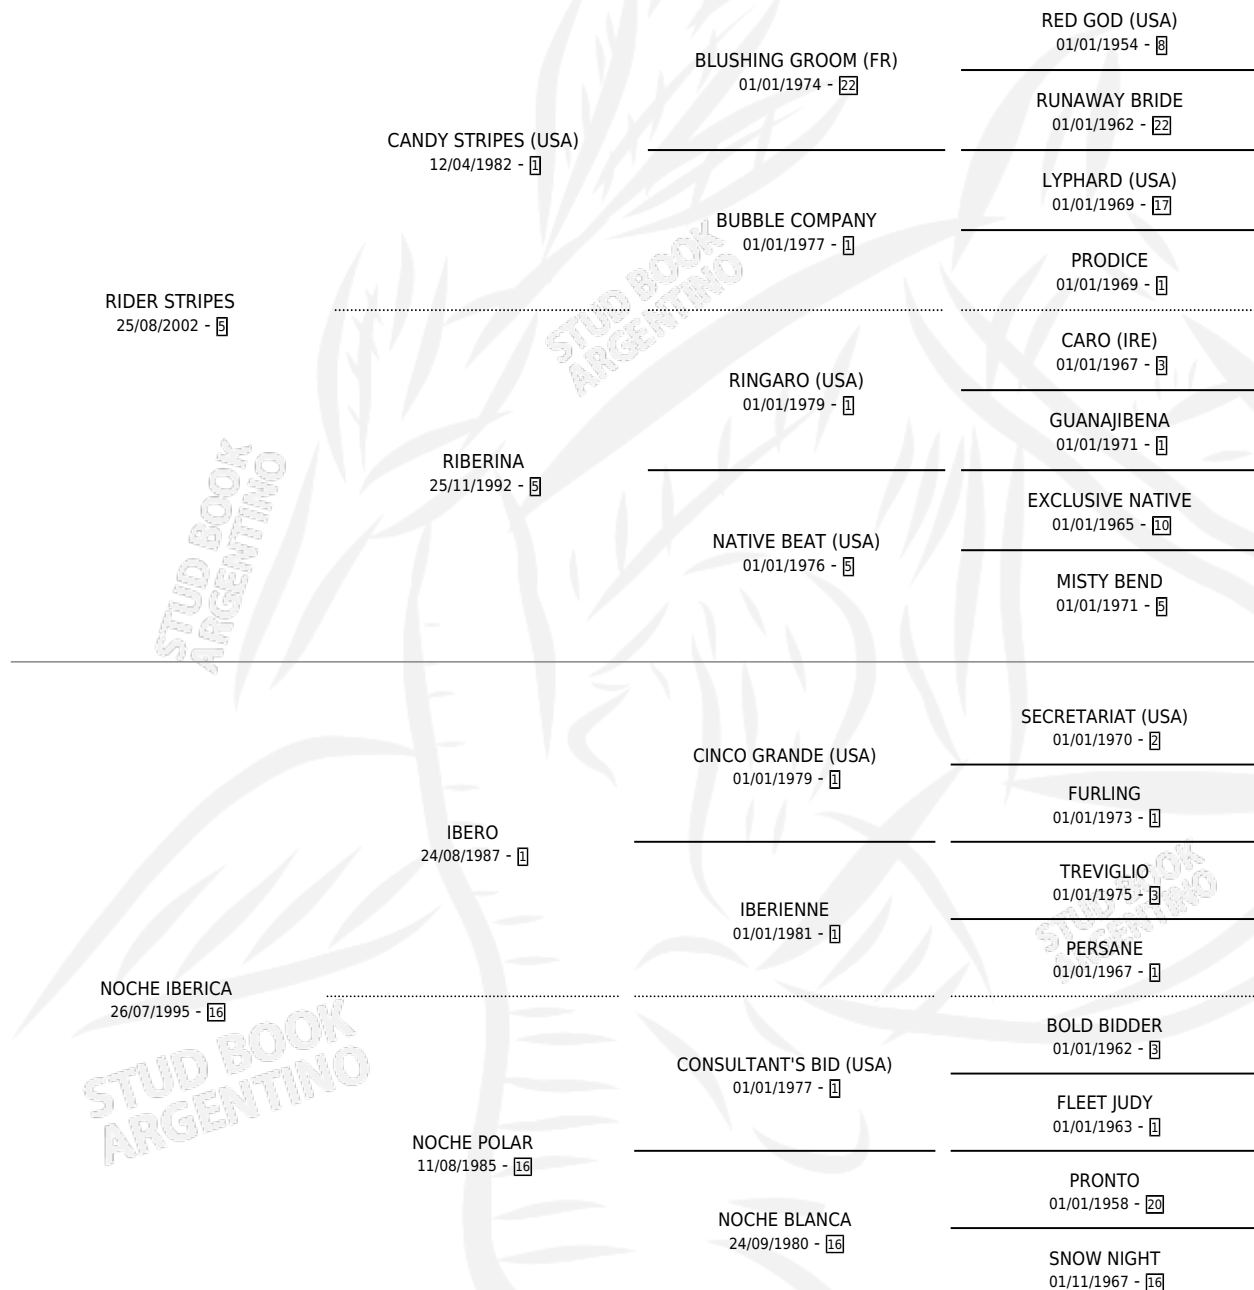 RED GOD (USA)
01/01/1954 - 8
BLUSHING GROOM (FR)
01/01/1974 - 22
RUNAWAY BRIDE
01/01/1962 - 22
CANDY STRIPES (USA)
12/04/1982 - 1
LYPHARD (USA)
01/01/1969 - 17
BUBBLE COMPANY
01/01/1977 - 1
PRODICE
01/01/1969 - 1
RIDER STRIPES
25/08/2002 - 5
STUD BOOK
ARGENTINO
CARO (IRE)
01/01/1967 - 3
RINGARO (USA)
01/01/1979 - 1
GUANAJIBENA
01/01/1971 - 1
RIBERINA
25/11/1992 - 5
EXCLUSIVE NATIVE
01/01/1965 - 10
NATIVE BEAT (USA)
01/01/1976 - 5
MISTY BEND
01/01/1971 - 5
STUD BOOK
ARGENTINO
SECRETARIAT (USA)
01/01/1970 - 2
CINCO GRANDE (USA)
01/01/1979 - 1
FURLING
01/01/1973 - 1
IBERO
24/08/1987 - 1
TREVIGLIO
01/01/1975 - 3
IBERIENNE
01/01/1981 - 1
PERSANE
01/01/1967 - 1
STUD BOOK
ARGENTINO
NOCHE IBERICA
26/07/1995 - 16
STUD BOOK
ARGENTINO
BOLD BIDDER
01/01/1962 - 3
CONSULTANT'S BID (USA)
01/01/1977 - 1
FLEET JUDY
01/01/1963 - 1
NOCHE POLAR
11/08/1985 - 16
PRONTO
01/01/1958 - 20
NOCHE BLANCA
24/09/1980 - 16
SNOW NIGHT
01/11/1967 - 16